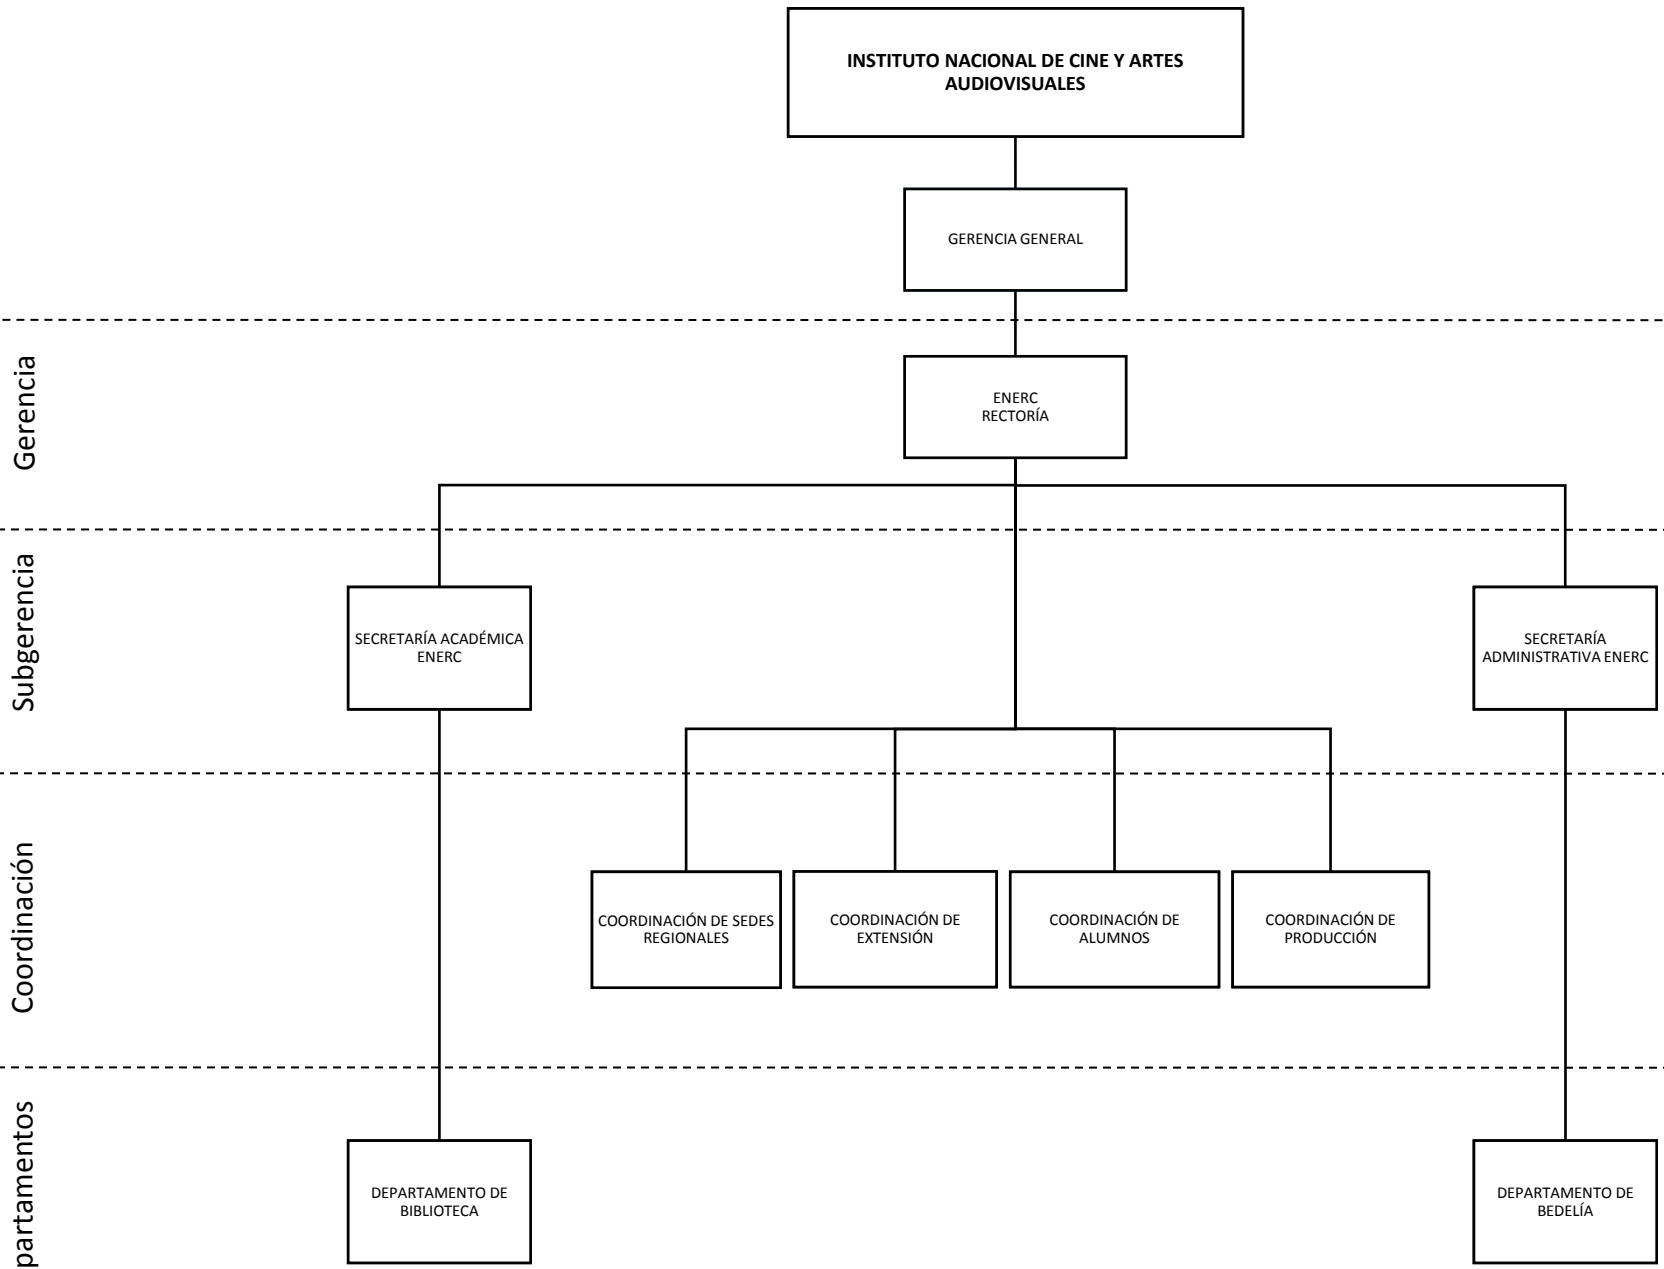 INSTITUTO NACIONAL DE CINE Y ARTES
AUDIOVISUALES
GERENCIA GENERAL
Gerencia
ENERC
RECTORÍA
Subgerencia
SECRETARÍA ACADÉMICA
ENERC
SECRETARÍA
ADMINISTRATIVA ENERC
Coordinación
COORDINACIÓN DE SEDES
REGIONALES
COORDINACIÓN DE
EXTENSIÓN
COORDINACIÓN DE
ALUMNOS
COORDINACIÓN DE
PRODUCCIÓN
partamentos
DEPARTAMENTO DE
BIBLIOTECA
DEPARTAMENTO DE
BEDELÍA